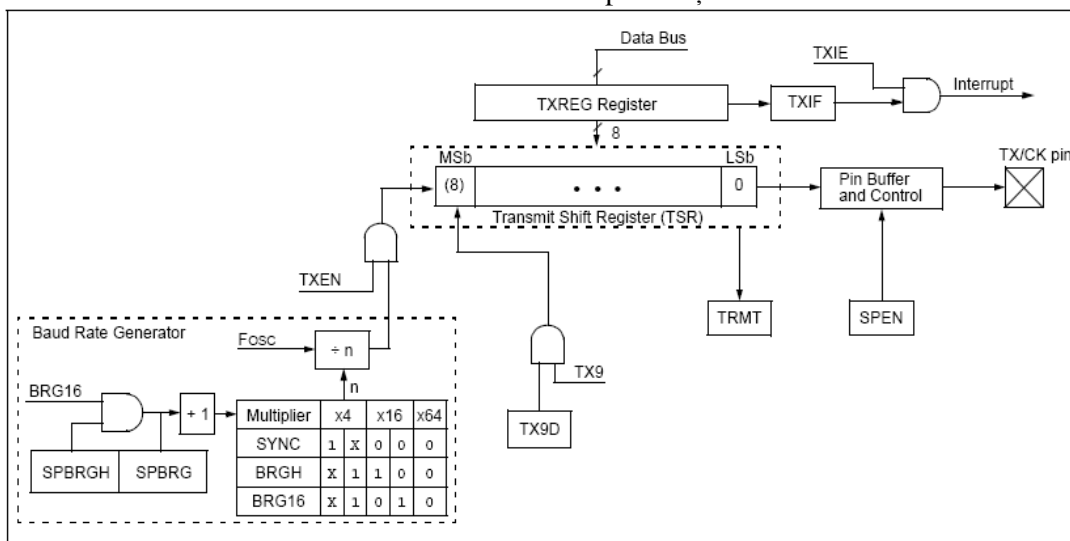 Data Bus
TXIE
Interrupt
TXREG Register
TXIF
8
MSb
LSb
TX/CK pin
(8)
• • •
0
Pin Buffer
and Control
Transmit Shift Register (TSR)
TXEN
TRMT
SPEN
Baud Rate Generator
Fosc
÷ n
TX9
n
BRG16
+ 1
TX9D
Multiplier x4 x16 x64
SYNC 1 X 0 0 0
BRGH X 1 1 0 0
BRG16 X 1 0 1 0
SPBRGH SPBRG